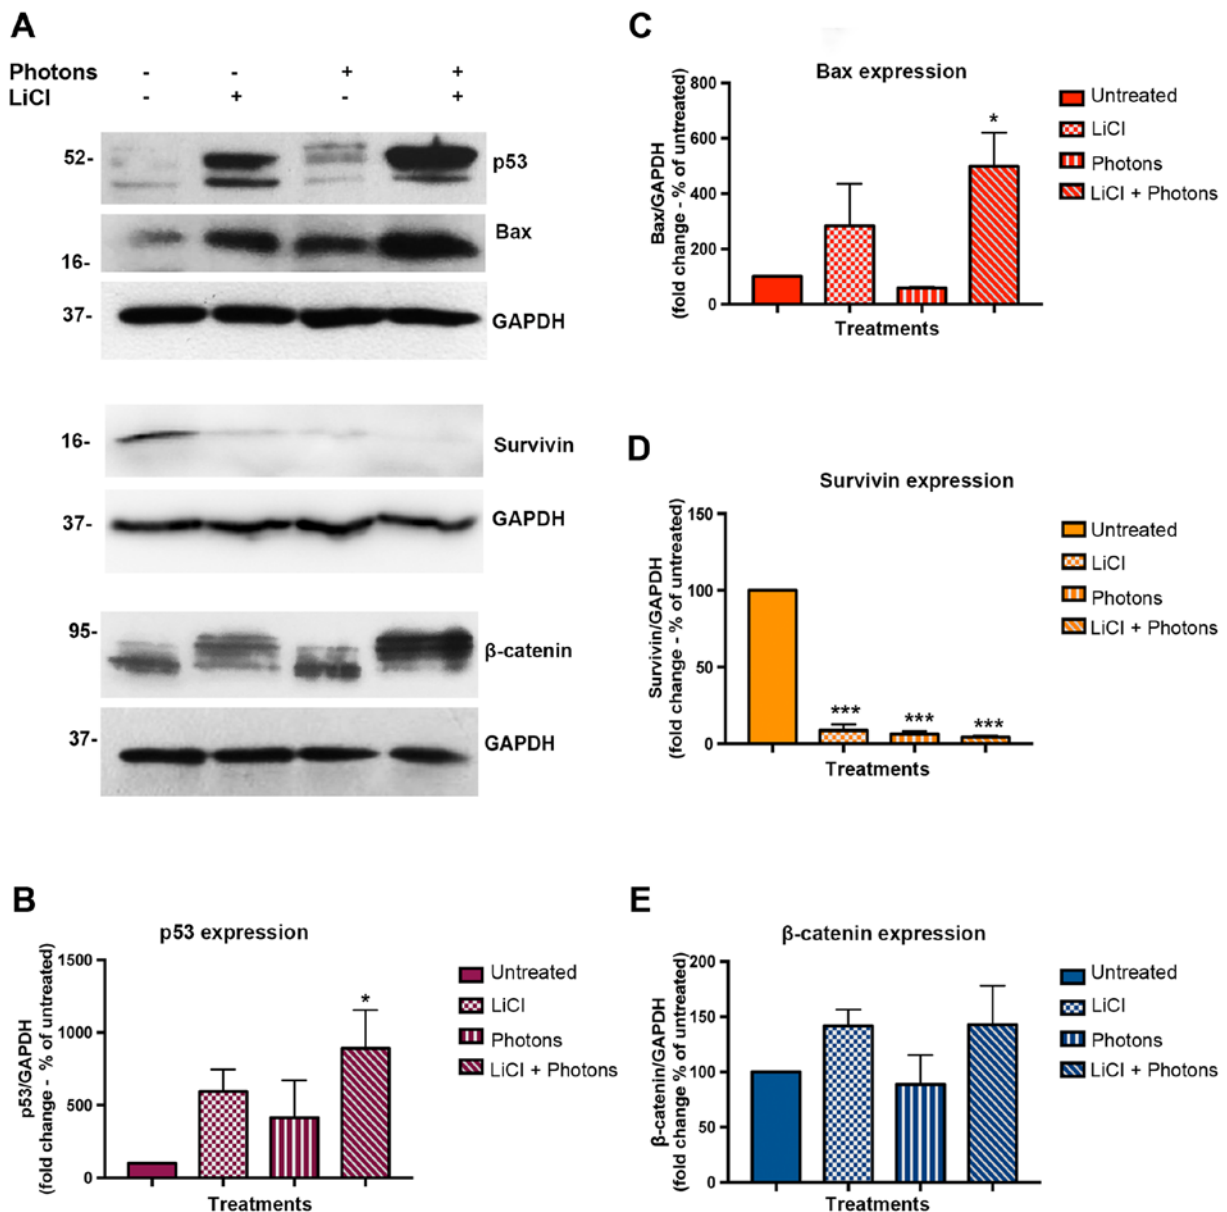 A
Photons - - + +
LiCl - + - +
52- p53
Bax
16-
37- GAPDH
16- Survivin
37- GAPDH
95- β-catenin
37- GAPDH
B
p53 expression
p53/GAPDH
(fold change - % of untreated)
1500
1000
500
0
*
Treatments
Untreated
LiCl
Photons
LiCl + Photons
C
Bax expression
Bax/GAPDH
(fold change - % of untreated)
800
600
400
200
0
*
Treatments
Untreated
LiCl
Photons
LiCl + Photons
D
Survivin expression
Survivin/GAPDH
(fold change - % of untreated)
150
100
50
0
*** *** ***
Treatments
Untreated
LiCl
Photons
LiCl + Photons
E
β-catenin expression
β-catenin/GAPDH
(fold change % of untreated)
200
150
100
50
0
Treatments
Untreated
LiCl
Photons
LiCl + Photons